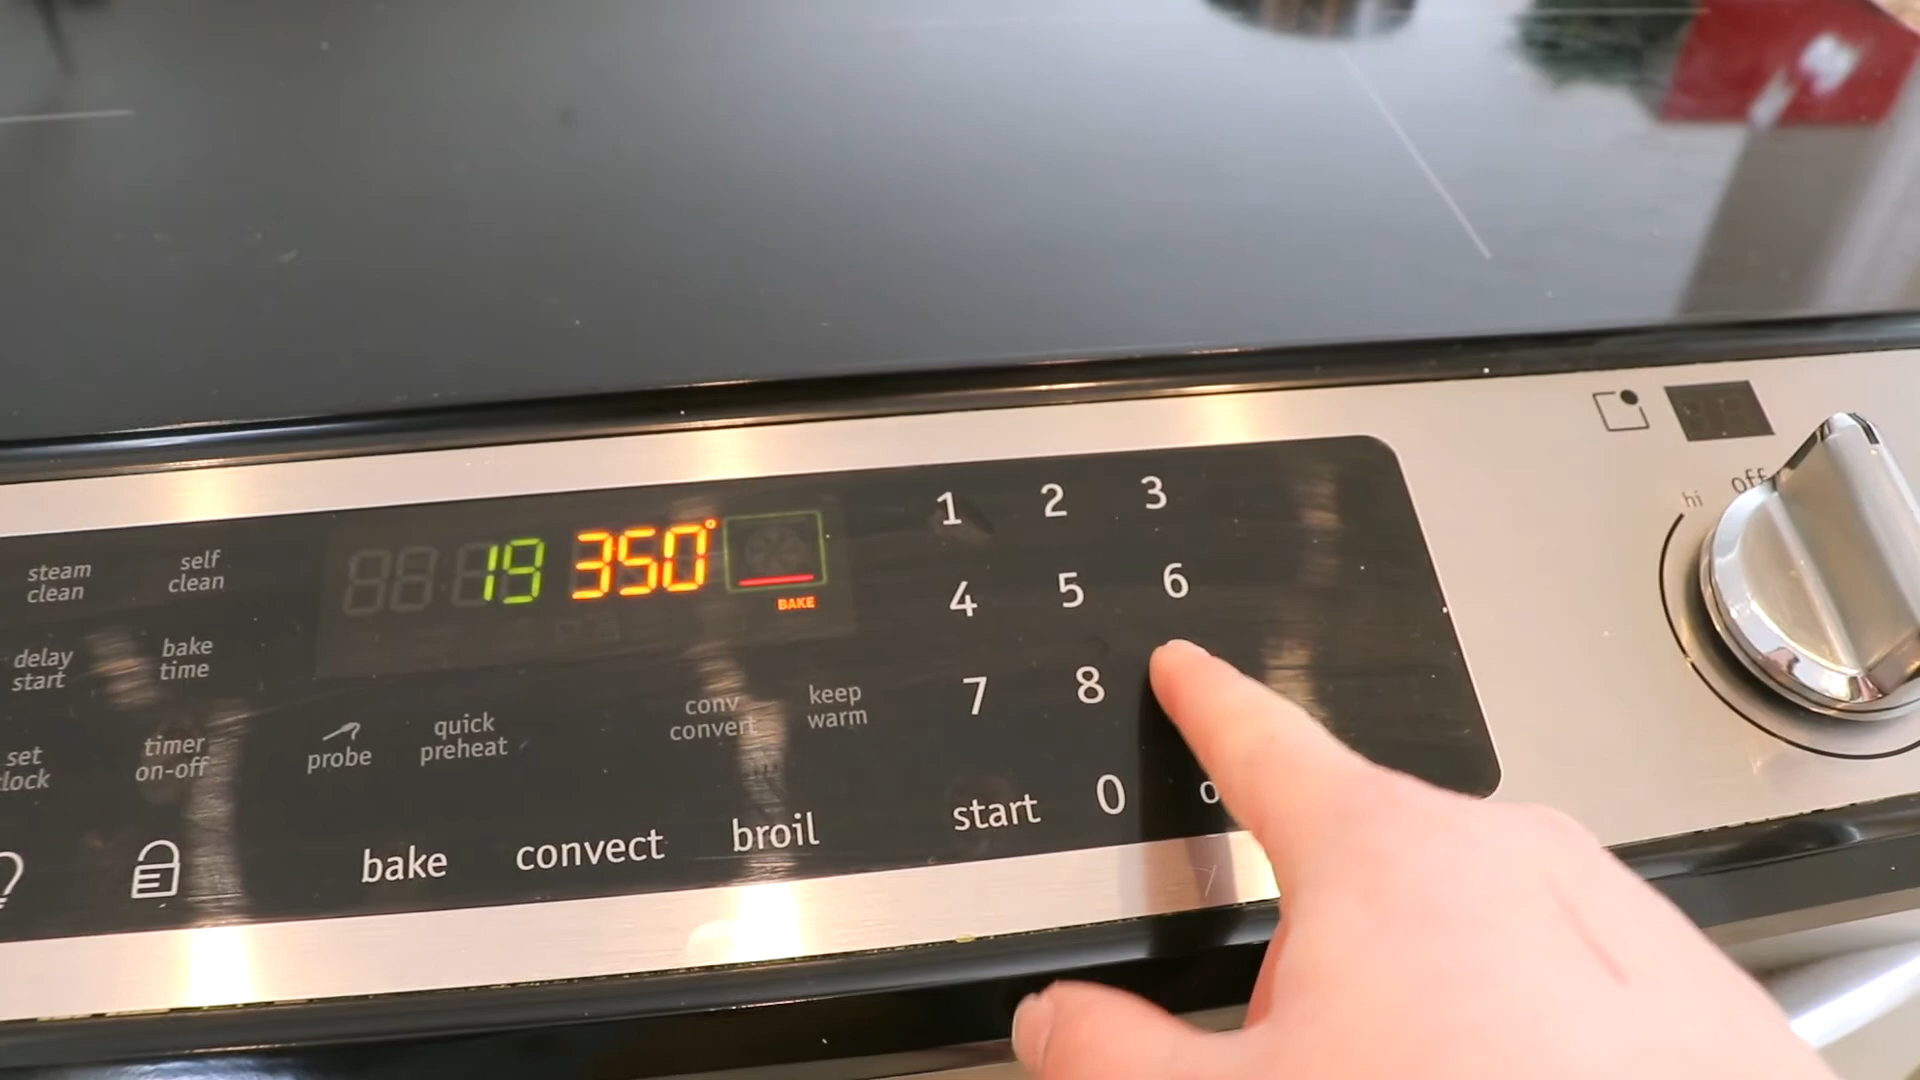 hi
off
steam
clean
self
clean
19 350°
BAKE
1 2 3
4 5 6
7 8
delay
start
bake
time
set
timer
on-off
probe
quick
preheat
conv
convert
keep
warm
bake convect broil start 0